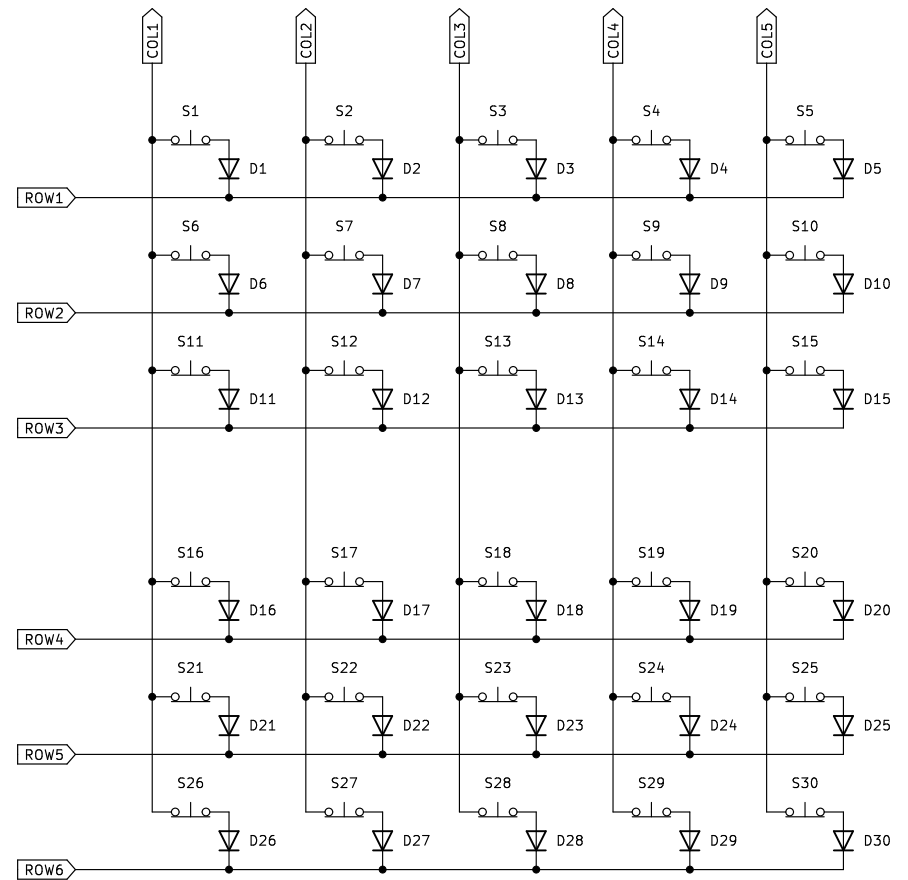 COL1 COL2 COL3 COL4 COL5
S1 S2 S3 S4 S5
D1 D2 D3 D4 D5
ROW1
S6 S7 S8 S9 S10
D6 D7 D8 D9 D10
ROW2
S11 S12 S13 S14 S15
D11 D12 D13 D14 D15
ROW3
S16 S17 S18 S19 S20
D16 D17 D18 D19 D20
ROW4
S21 S22 S23 S24 S25
D21 D22 D23 D24 D25
ROW5
S26 S27 S28 S29 S30
D26 D27 D28 D29 D30
ROW6